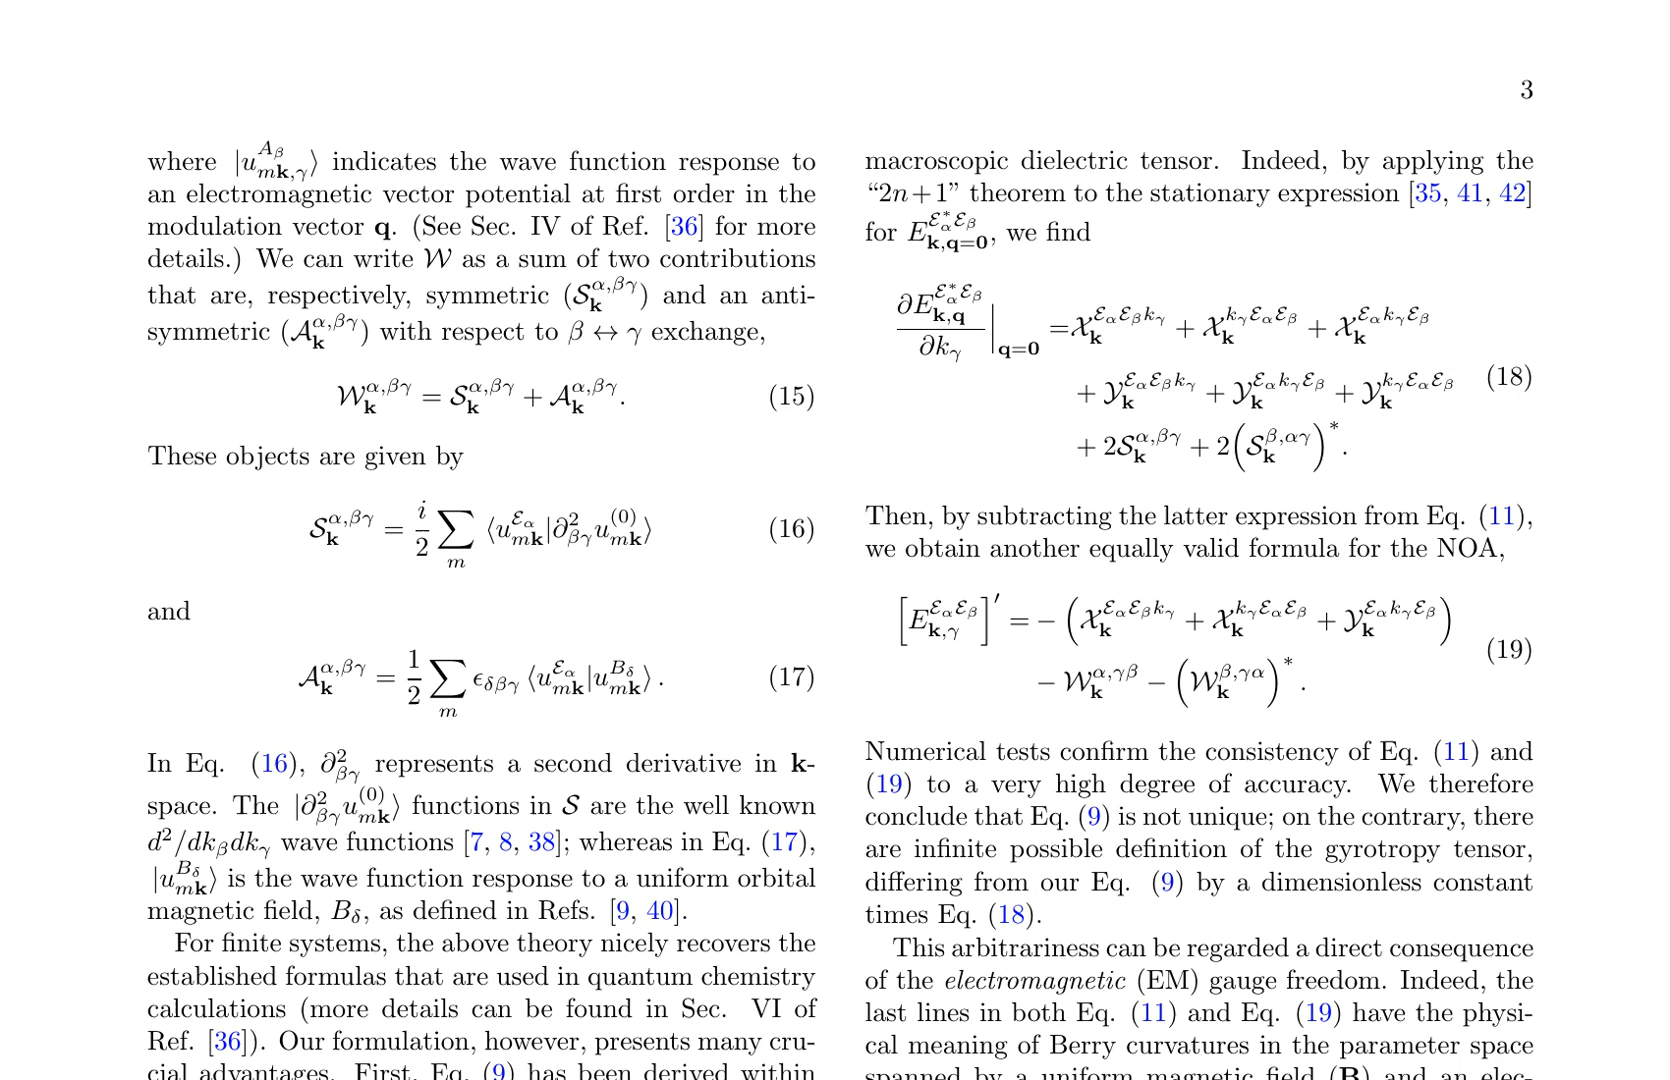 3
where $|u^{A_\beta}_{m\mathbf{k},\gamma}\rangle$ indicates the wave function response to
an electromagnetic vector potential at first order in the
modulation vector $\mathbf{q}$. (See Sec. IV of Ref. [36] for more
details.) We can write $\mathcal{W}$ as a sum of two contributions
that are, respectively, symmetric ($\mathcal{S}^{\alpha,\beta\gamma}_{\mathbf{k}}$) and an anti-
symmetric ($\mathcal{A}^{\alpha,\beta\gamma}_{\mathbf{k}}$) with respect to $\beta \leftrightarrow \gamma$ exchange,
$\mathcal{W}^{\alpha,\beta\gamma}_{\mathbf{k}} = \mathcal{S}^{\alpha,\beta\gamma}_{\mathbf{k}} + \mathcal{A}^{\alpha,\beta\gamma}_{\mathbf{k}}.$ (15)
These objects are given by
$\mathcal{S}^{\alpha,\beta\gamma}_{\mathbf{k}} = \frac{i}{2} \sum_m \langle u^{\mathcal{E}_\alpha}_{m\mathbf{k}} | \partial^2_{\beta\gamma} u^{(0)}_{m\mathbf{k}} \rangle$ (16)
and
$\mathcal{A}^{\alpha,\beta\gamma}_{\mathbf{k}} = \frac{1}{2} \sum_m \epsilon_{\delta\beta\gamma} \langle u^{\mathcal{E}_\alpha}_{m\mathbf{k}} | u^{B_\delta}_{m\mathbf{k}} \rangle .$ (17)
In Eq. (16), $\partial^2_{\beta\gamma}$ represents a second derivative in $\mathbf{k}$-
space. The $|\partial^2_{\beta\gamma} u^{(0)}_{m\mathbf{k}}\rangle$ functions in $\mathcal{S}$ are the well known
$d^2/dk_\beta dk_\gamma$ wave functions [7, 8, 38]; whereas in Eq. (17),
$|u^{B_\delta}_{m\mathbf{k}}\rangle$ is the wave function response to a uniform orbital
magnetic field, $B_\delta$, as defined in Refs. [9, 40].
For finite systems, the above theory nicely recovers the
established formulas that are used in quantum chemistry
calculations (more details can be found in Sec. VI of
Ref. [36]). Our formulation, however, presents many cru-
cial advantages. First, Eq. (9) has been derived within
macroscopic dielectric tensor. Indeed, by applying the
“$2n+1$” theorem to the stationary expression [35, 41, 42]
for $E^{\mathcal{E}^*_\alpha \mathcal{E}_\beta}_{\mathbf{k},\mathbf{q}=\mathbf{0}}$, we find
$\frac{\partial E^{\mathcal{E}^*_\alpha \mathcal{E}_\beta}_{\mathbf{k},\mathbf{q}}}{\partial k_\gamma} \Big|_{\mathbf{q}=\mathbf{0}} = \mathcal{X}^{\mathcal{E}_\alpha \mathcal{E}_\beta k_\gamma}_{\mathbf{k}} + \mathcal{X}^{k_\gamma \mathcal{E}_\alpha \mathcal{E}_\beta}_{\mathbf{k}} + \mathcal{X}^{\mathcal{E}_\alpha k_\gamma \mathcal{E}_\beta}_{\mathbf{k}}$
$+ \mathcal{Y}^{\mathcal{E}_\alpha \mathcal{E}_\beta k_\gamma}_{\mathbf{k}} + \mathcal{Y}^{\mathcal{E}_\alpha k_\gamma \mathcal{E}_\beta}_{\mathbf{k}} + \mathcal{Y}^{k_\gamma \mathcal{E}_\alpha \mathcal{E}_\beta}_{\mathbf{k}}$ (18)
$+ 2\mathcal{S}^{\alpha,\beta\gamma}_{\mathbf{k}} + 2\left(\mathcal{S}^{\beta,\alpha\gamma}_{\mathbf{k}}\right)^*.$
Then, by subtracting the latter expression from Eq. (11),
we obtain another equally valid formula for the NOA,
$\left[E^{\mathcal{E}_\alpha \mathcal{E}_\beta}_{\mathbf{k},\gamma}\right]' = - \left(\mathcal{X}^{\mathcal{E}_\alpha \mathcal{E}_\beta k_\gamma}_{\mathbf{k}} + \mathcal{X}^{k_\gamma \mathcal{E}_\alpha \mathcal{E}_\beta}_{\mathbf{k}} + \mathcal{Y}^{\mathcal{E}_\alpha k_\gamma \mathcal{E}_\beta}_{\mathbf{k}}\right)$
$- \mathcal{W}^{\alpha,\gamma\beta}_{\mathbf{k}} - \left(\mathcal{W}^{\beta,\gamma\alpha}_{\mathbf{k}}\right)^*.$ (19)
Numerical tests confirm the consistency of Eq. (11) and
(19) to a very high degree of accuracy. We therefore
conclude that Eq. (9) is not unique; on the contrary, there
are infinite possible definition of the gyrotropy tensor,
differing from our Eq. (9) by a dimensionless constant
times Eq. (18).
This arbitrariness can be regarded a direct consequence
of the electromagnetic (EM) gauge freedom. Indeed, the
last lines in both Eq. (11) and Eq. (19) have the physi-
cal meaning of Berry curvatures in the parameter space
spanned by a uniform magnetic field ($\mathbf{B}$) and an elec-